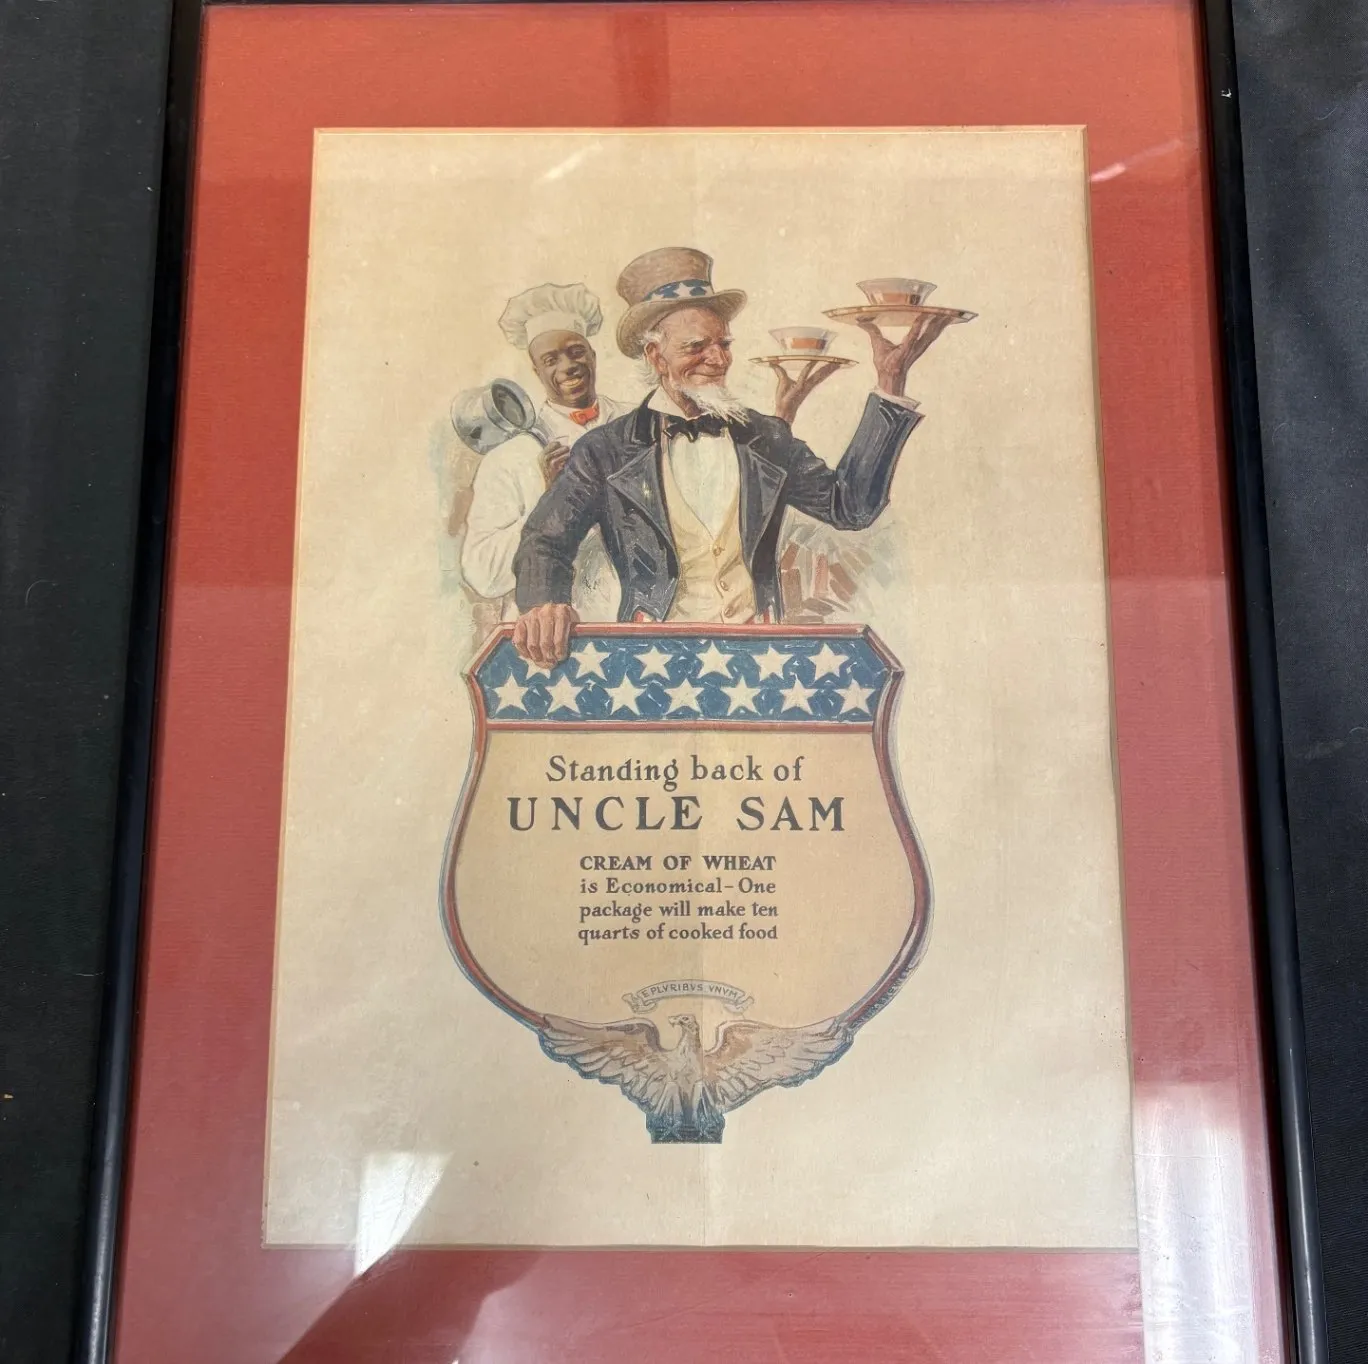 Standing back of
UNCLE SAM
CREAM OF WHEAT
is Economical-One
package will make ten
quarts of cooked food
E PLVRIBVS VNVM